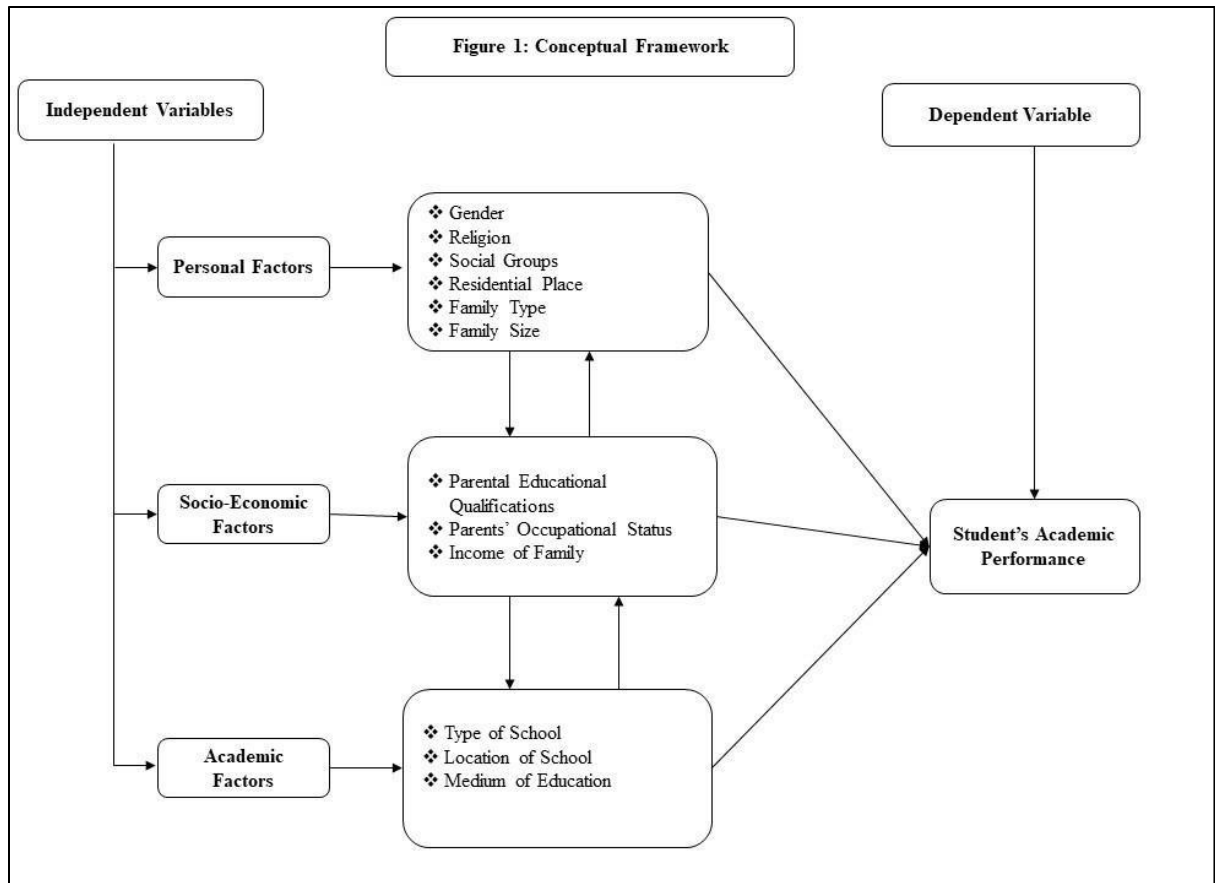 Figure 1: Conceptual Framework
Independent Variables
Dependent Variable
Personal Factors
❖ Gender
❖ Religion
❖ Social Groups
❖ Residential Place
❖ Family Type
❖ Family Size
Socio-Economic
Factors
❖ Parental Educational
Qualifications
❖ Parents’ Occupational Status
❖ Income of Family
Student’s Academic
Performance
Academic
Factors
❖ Type of School
❖ Location of School
❖ Medium of Education